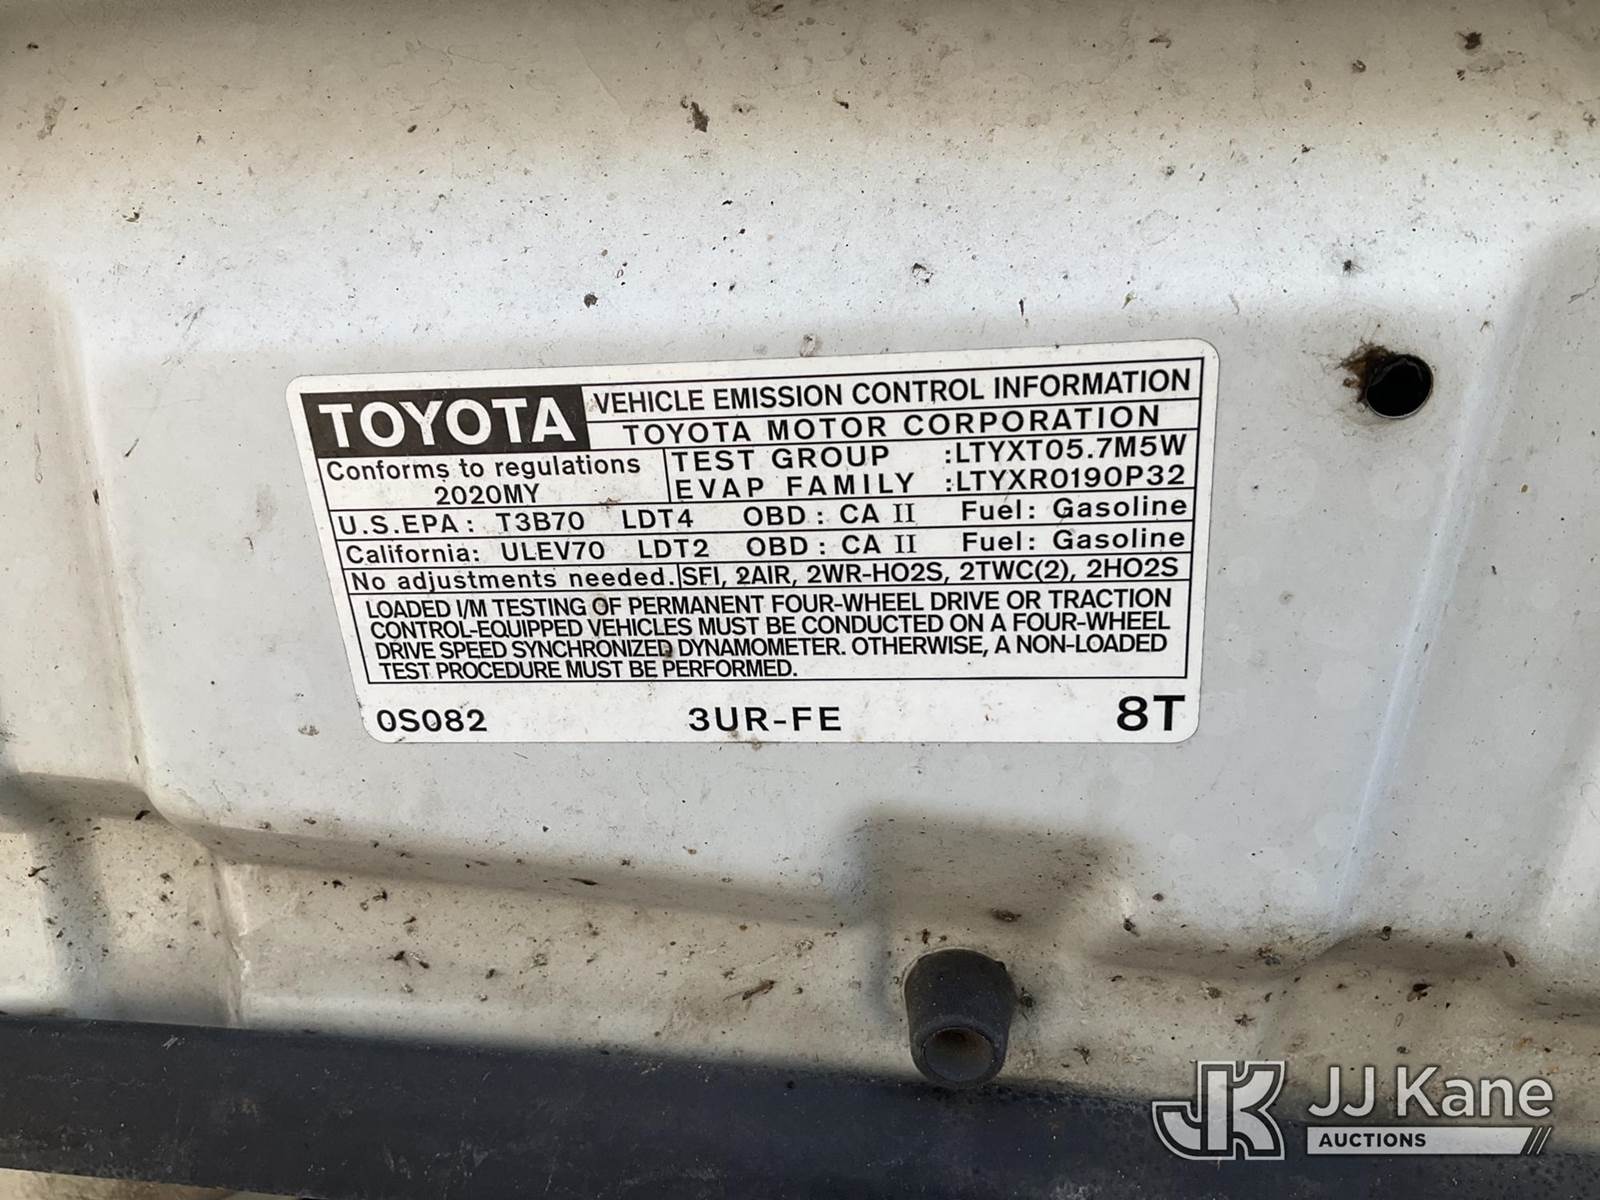 TOYOTA VEHICLE EMISSION CONTROL INFORMATION
TOYOTA MOTOR CORPORATION
Conforms to regulations
2020MY
TEST GROUP :LTYXT05.7M5W
EVAP FAMILY :LTYXR0190P32
U.S.EPA: T3B70 LDT4 OBD: CA II Fuel: Gasoline
California: ULEV70 LDT2 OBD: CA II Fuel: Gasoline
No adjustments needed. SFI, 2AIR, 2WR-HO2S, 2TWC(2), 2HO2S
LOADED I/M TESTING OF PERMANENT FOUR-WHEEL DRIVE OR TRACTION
CONTROL-EQUIPPED VEHICLES MUST BE CONDUCTED ON A FOUR-WHEEL
DRIVE SPEED SYNCHRONIZED DYNAMOMETER. OTHERWISE, A NON-LOADED
TEST PROCEDURE MUST BE PERFORMED.
0S082 3UR-FE 8T
JK JJ Kane
AUCTIONS